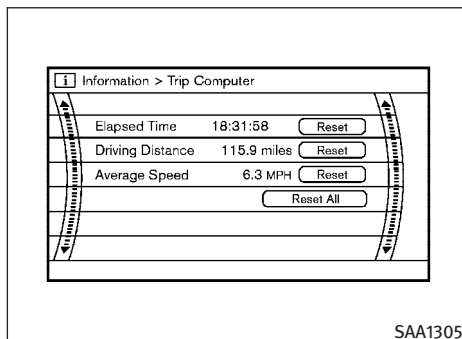 i Information > Trip Computer
Elapsed Time 18:31:58 Reset
Driving Distance 115.9 miles Reset
Average Speed 6.3 MPH Reset
Reset All
SAA1305